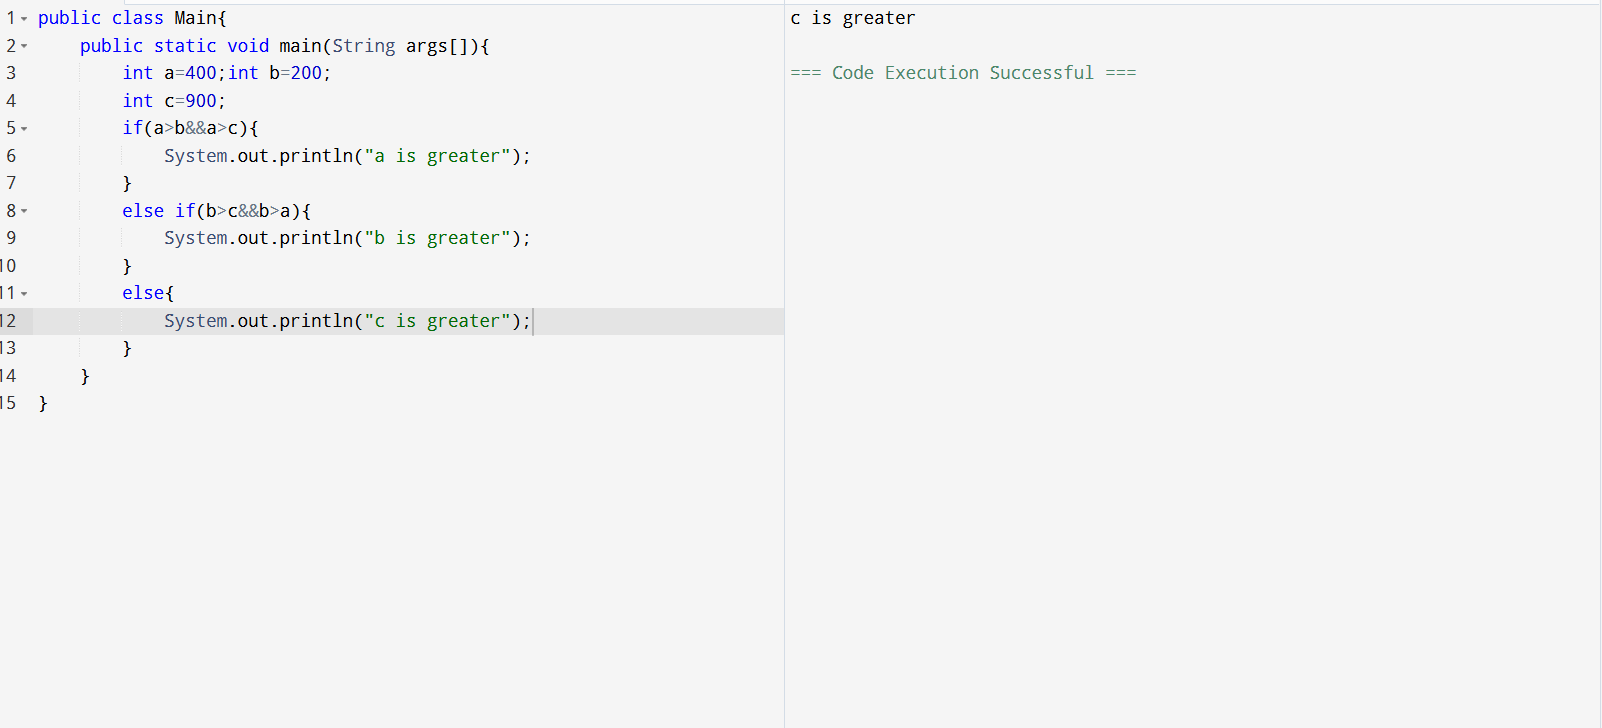 1 public class Main{
2     public static void main(String args[]){
3         int a=400;int b=200;
4         int c=900;
5         if(a>b&&a>c){
6             System.out.println("a is greater");
7         }
8         else if(b>c&&b>a){
9             System.out.println("b is greater");
10         }
11         else{
12             System.out.println("c is greater");
13         }
14     }
15 }
c is greater
=== Code Execution Successful ===